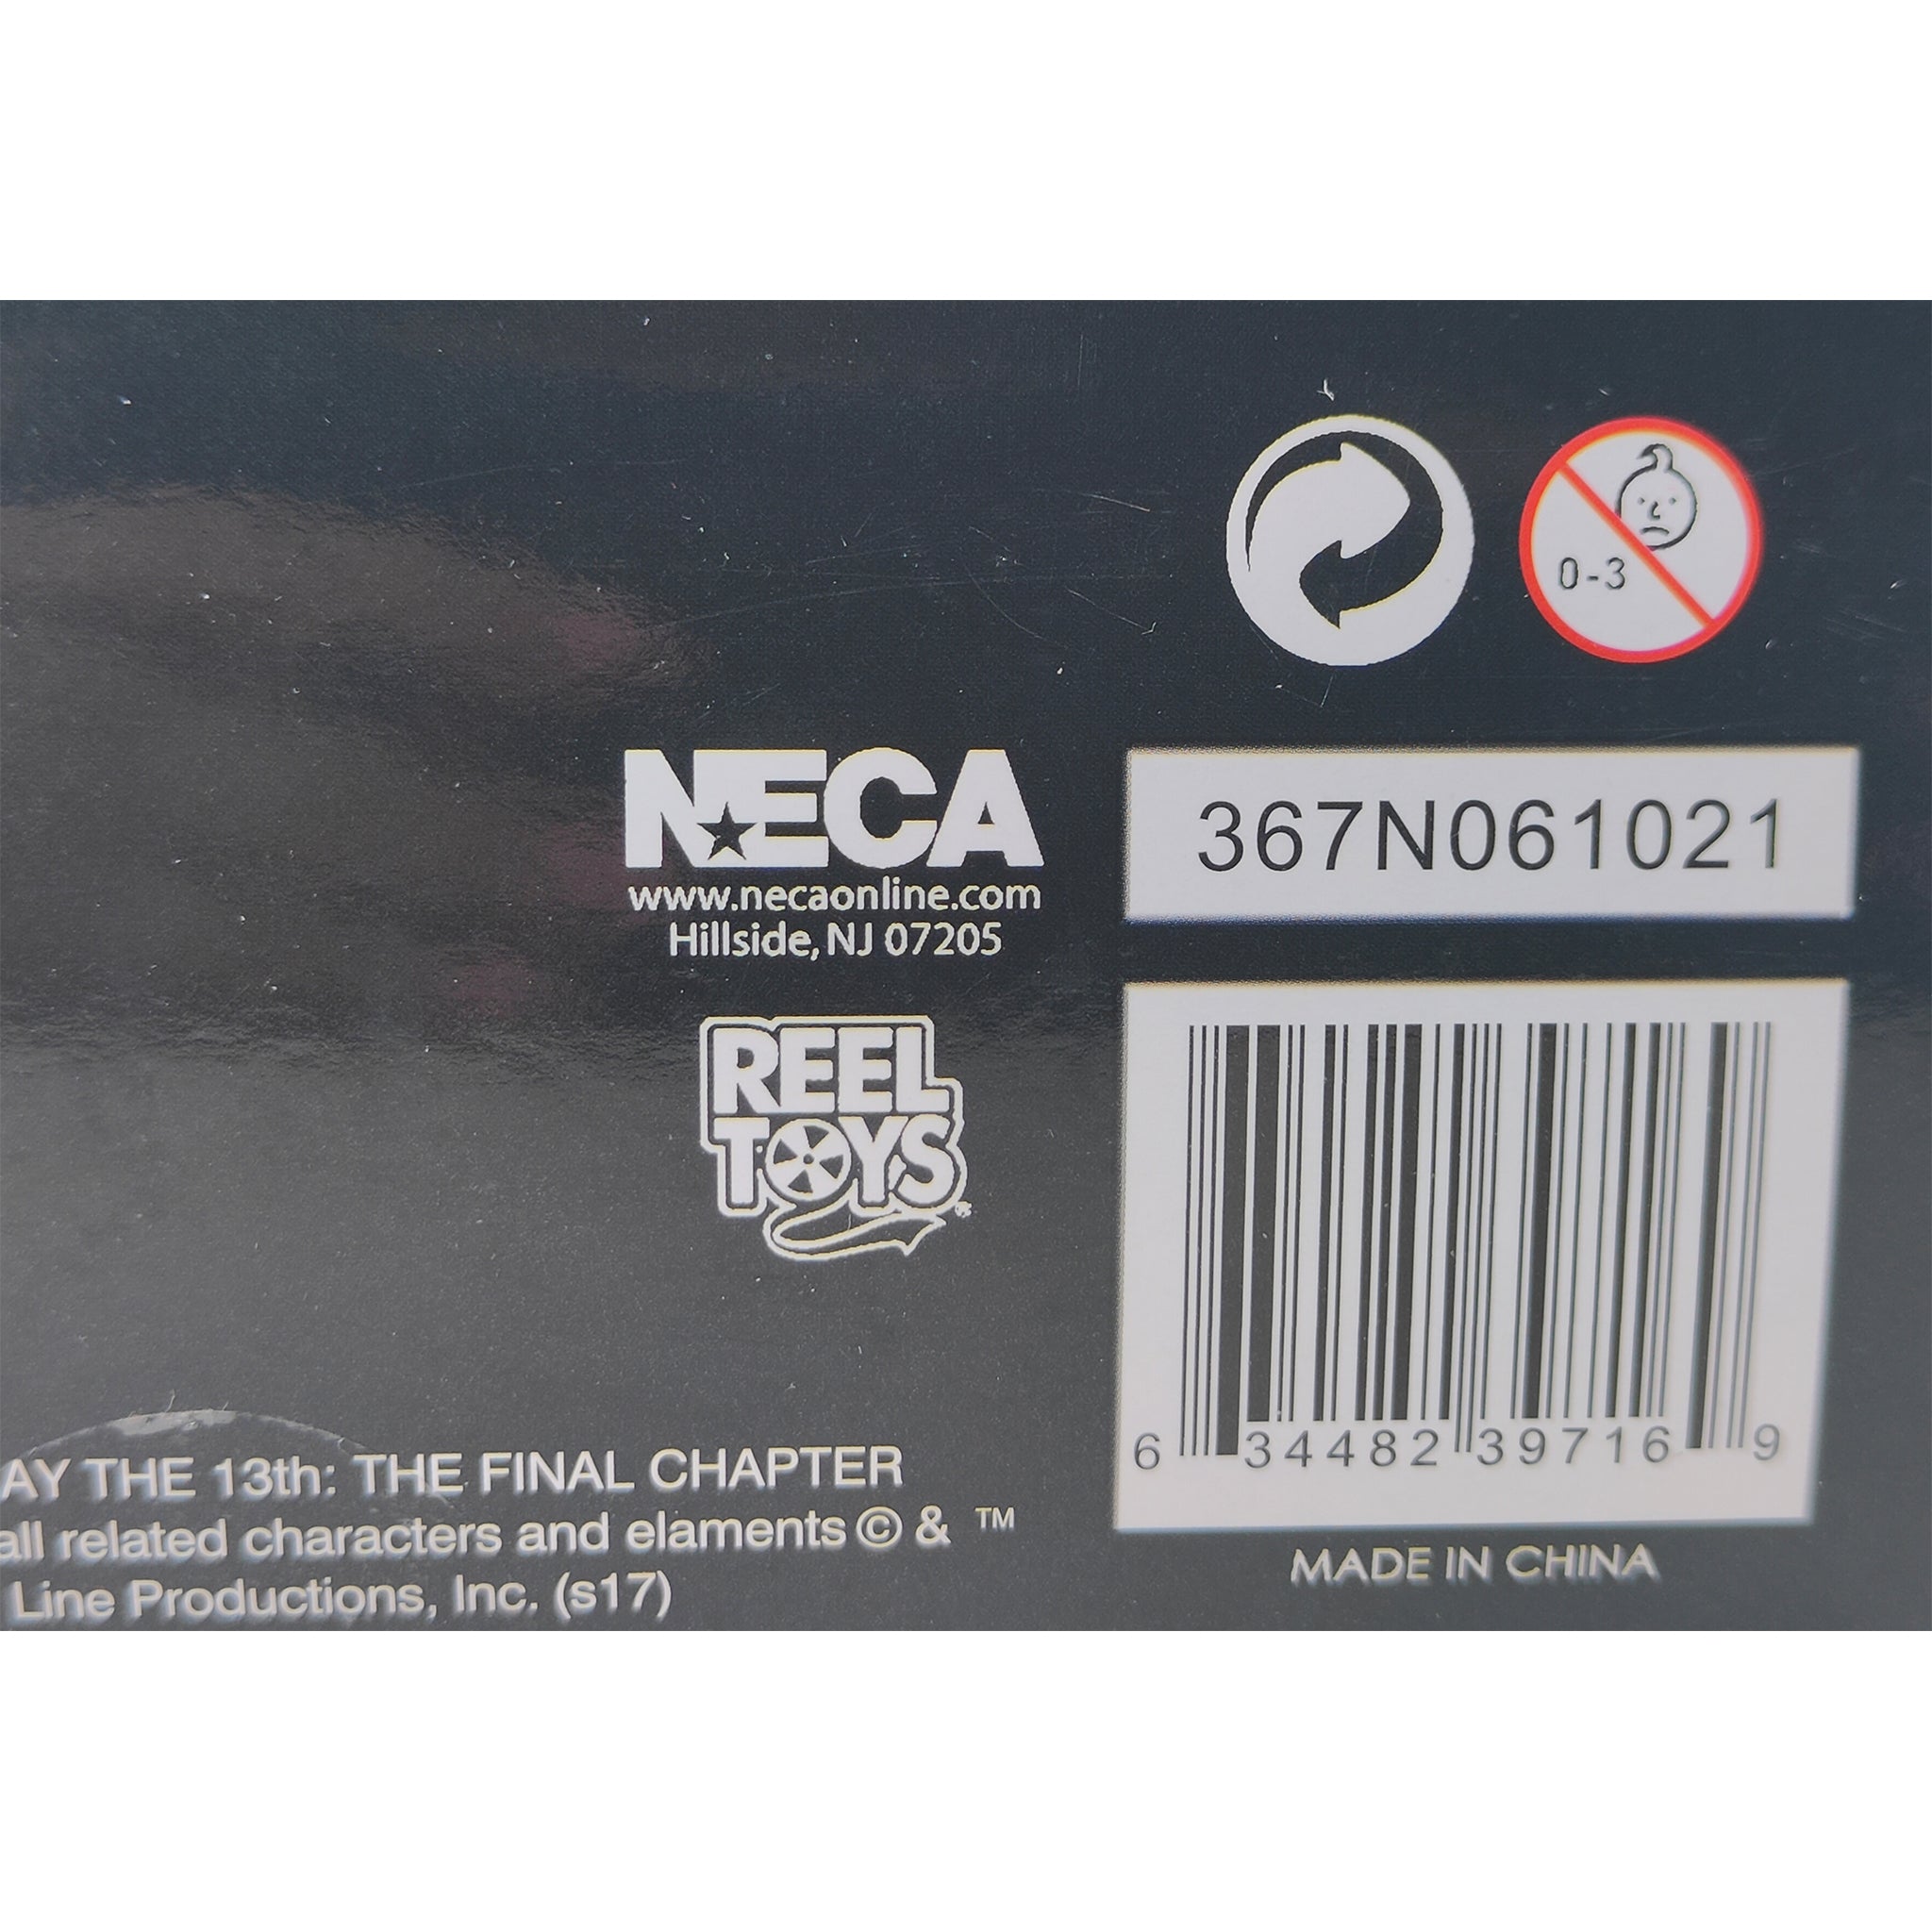 0-3
NECA
www.necaonline.com
Hillside, NJ 07205
367N061021
REEL
TOYS®
6 34482 39716 9
MADE IN CHINA
AY THE 13th: THE FINAL CHAPTER
all related characters and elaments © & ™
Line Productions, Inc. (s17)